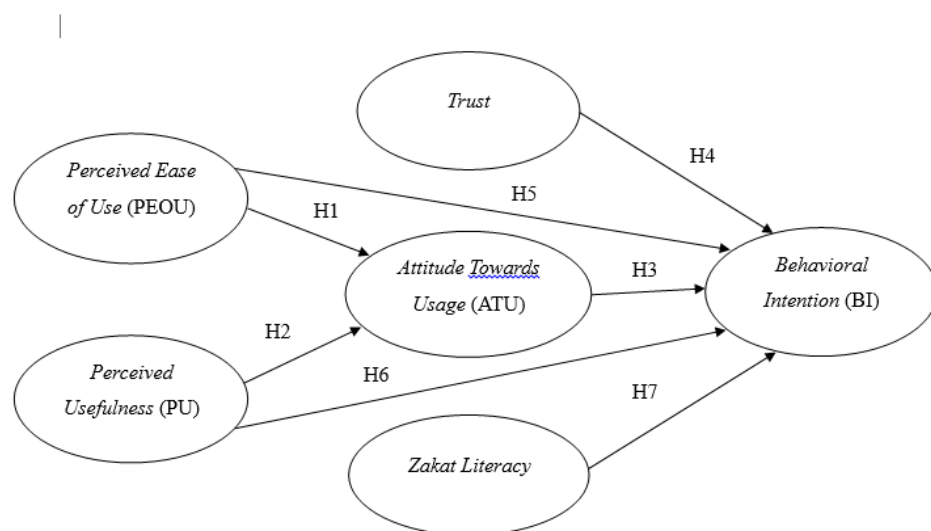 Trust
H4
Perceived Ease
of Use (PEOU)
H5
H1
Attitude Towards
Usage (ATU)
H3
Behavioral
Intention (BI)
H2
Perceived
Usefulness (PU)
H6
H7
Zakat Literacy